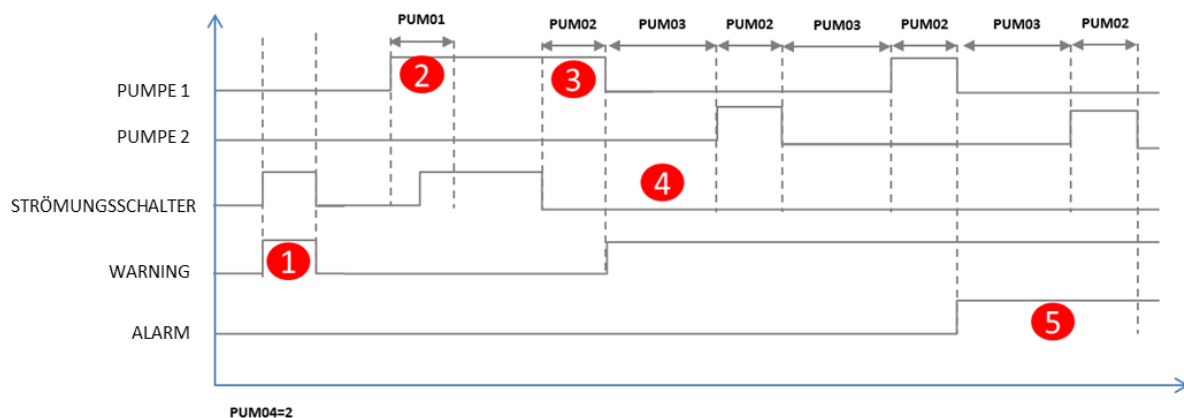 PUM01
PUM02 PUM03 PUM02 PUM03 PUM02 PUM03 PUM02
2 3
PUMPE 1
PUMPE 2
4
STRÖMUNGSSCHALTER
1
WARNING
5
ALARM
PUM04=2